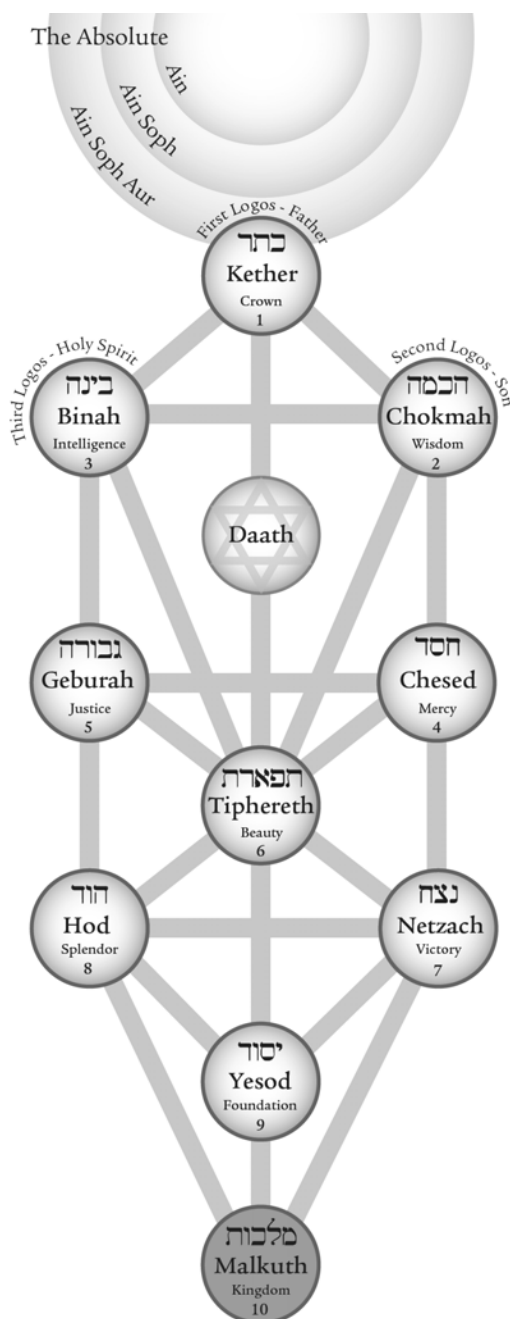 The Absolute
Ain
Ain Soph
Ain Soph Aur
First Logos - Father
כתר
Kether
Crown
1
Third Logos - Holy Spirit
בינה
Binah
Intelligence
3
Second Logos - Son
הכמה
Chokmah
Wisdom
2
Daath
גבורה
Geburah
Justice
5
חסד
Chesed
Mercy
4
תפארת
Tiphereth
Beauty
6
הוד
Hod
Splendor
8
נצח
Netzach
Victory
7
יסוד
Yesod
Foundation
9
מלכות
Malkuth
Kingdom
10